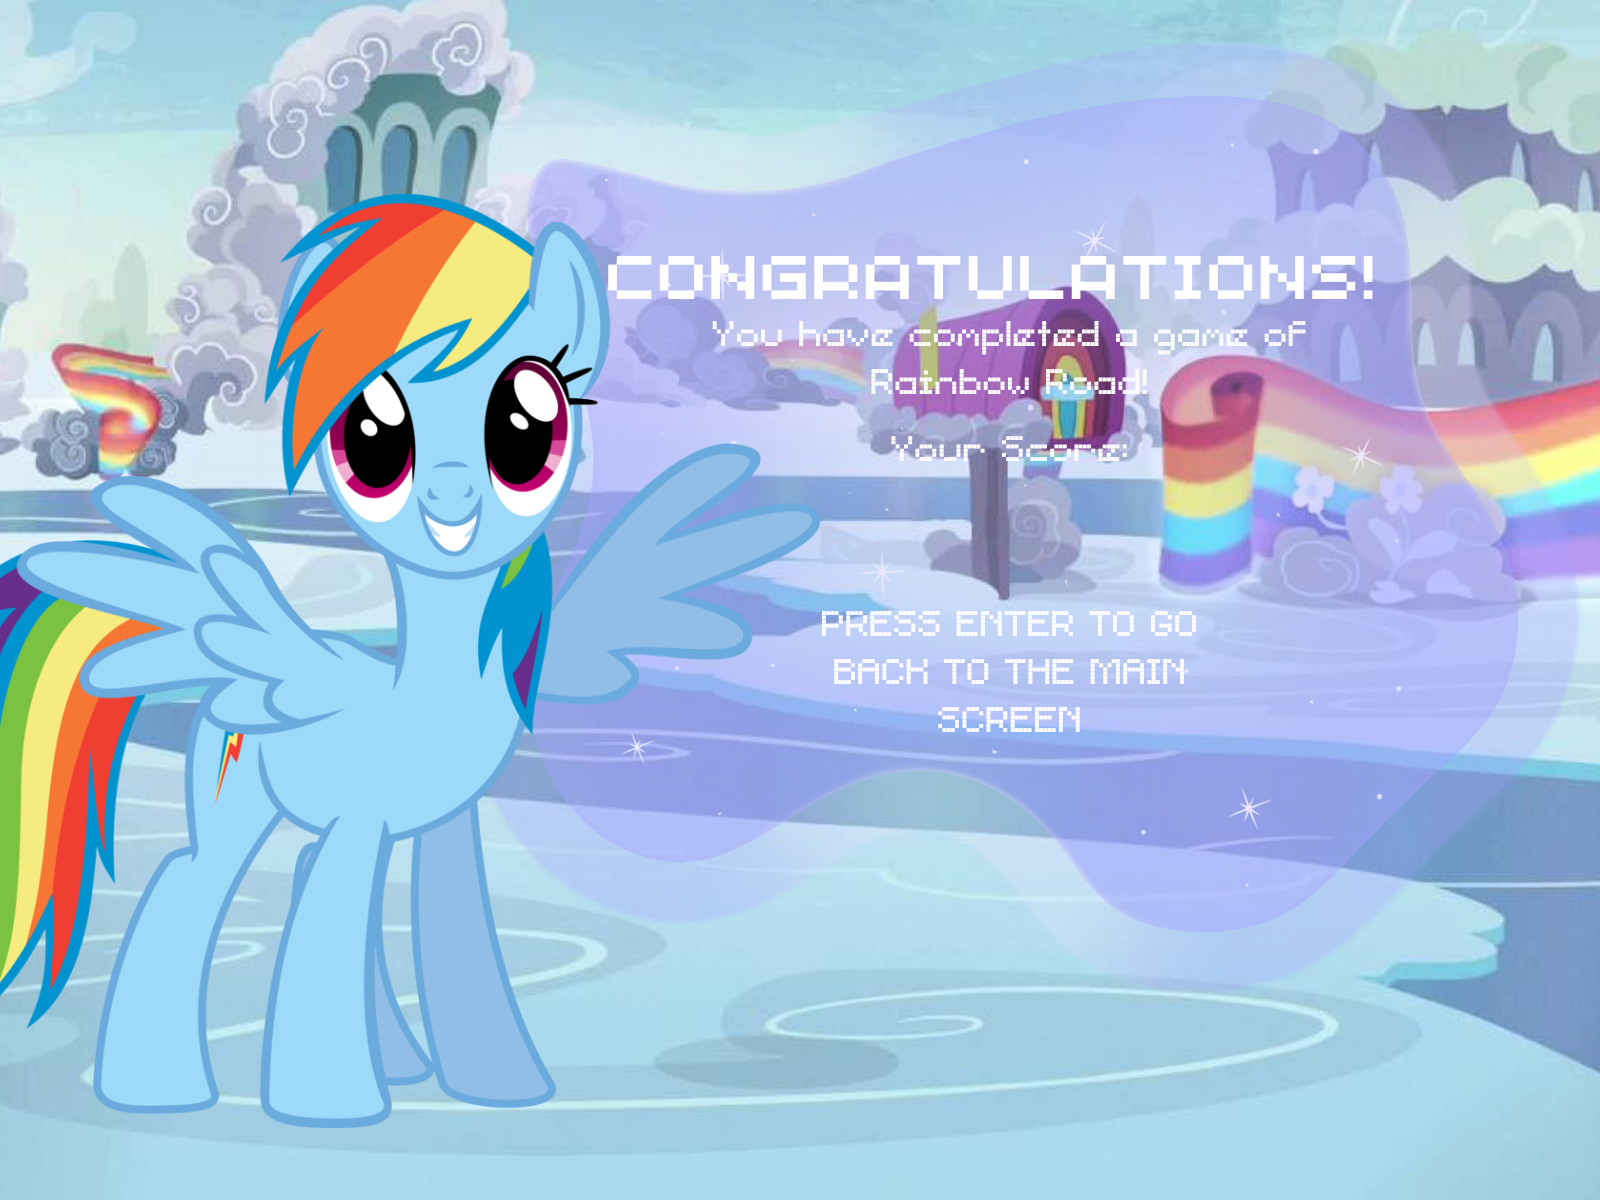 CONGRATULATIONS!
You have completed a game of
Rainbow Road!
Your Score:
PRESS ENTER TO GO
BACK TO THE MAIN
SCREEN